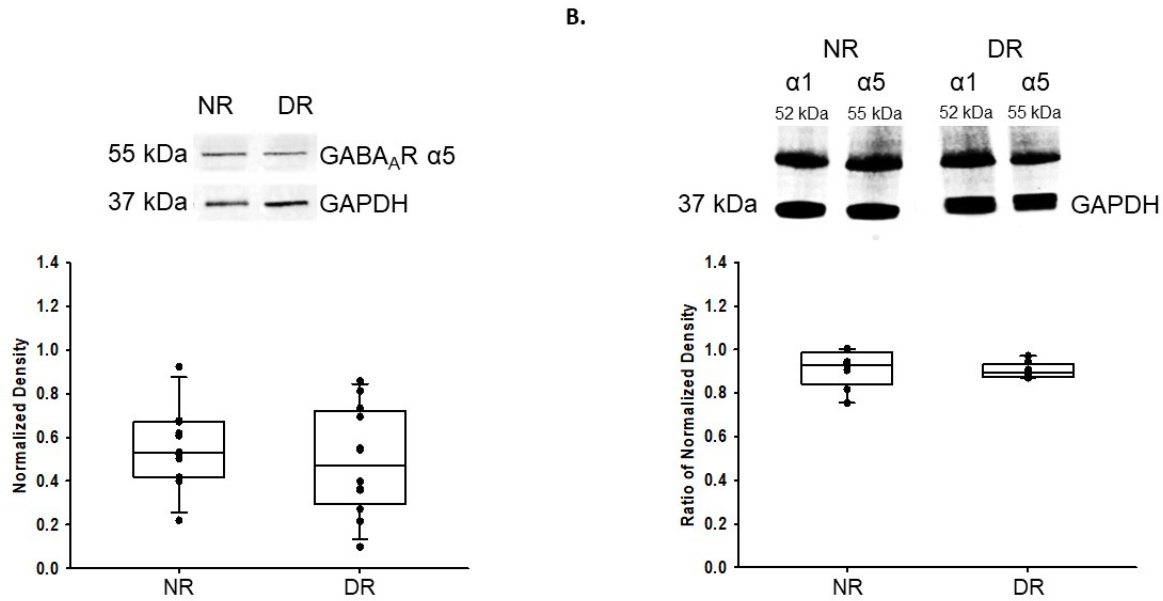 B.
NR DR
55 kDa GABA_AR α5
37 kDa GAPDH
1.4
1.2
1.0
0.8
0.6
0.4
0.2
0.0
Normalized Density
NR DR
NR DR
α1 α5 α1 α5
52 kDa 55 kDa 52 kDa 55 kDa
37 kDa GAPDH
1.4
1.2
1.0
0.8
0.6
0.4
0.2
0.0
Ratio of Normalized Density
NR DR